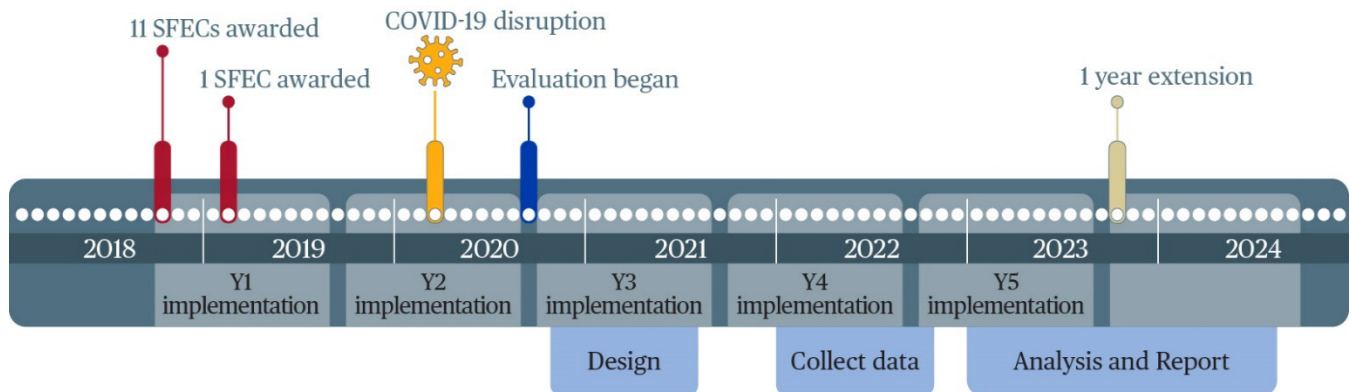 11 SFECs awarded
COVID-19 disruption
1 SFEC awarded
Evaluation began
1 year extension
2018
2019
2020
2021
2022
2023
2024
Y1
implementation
Y2
implementation
Y3
implementation
Y4
implementation
Y5
implementation
Design
Collect data
Analysis and Report